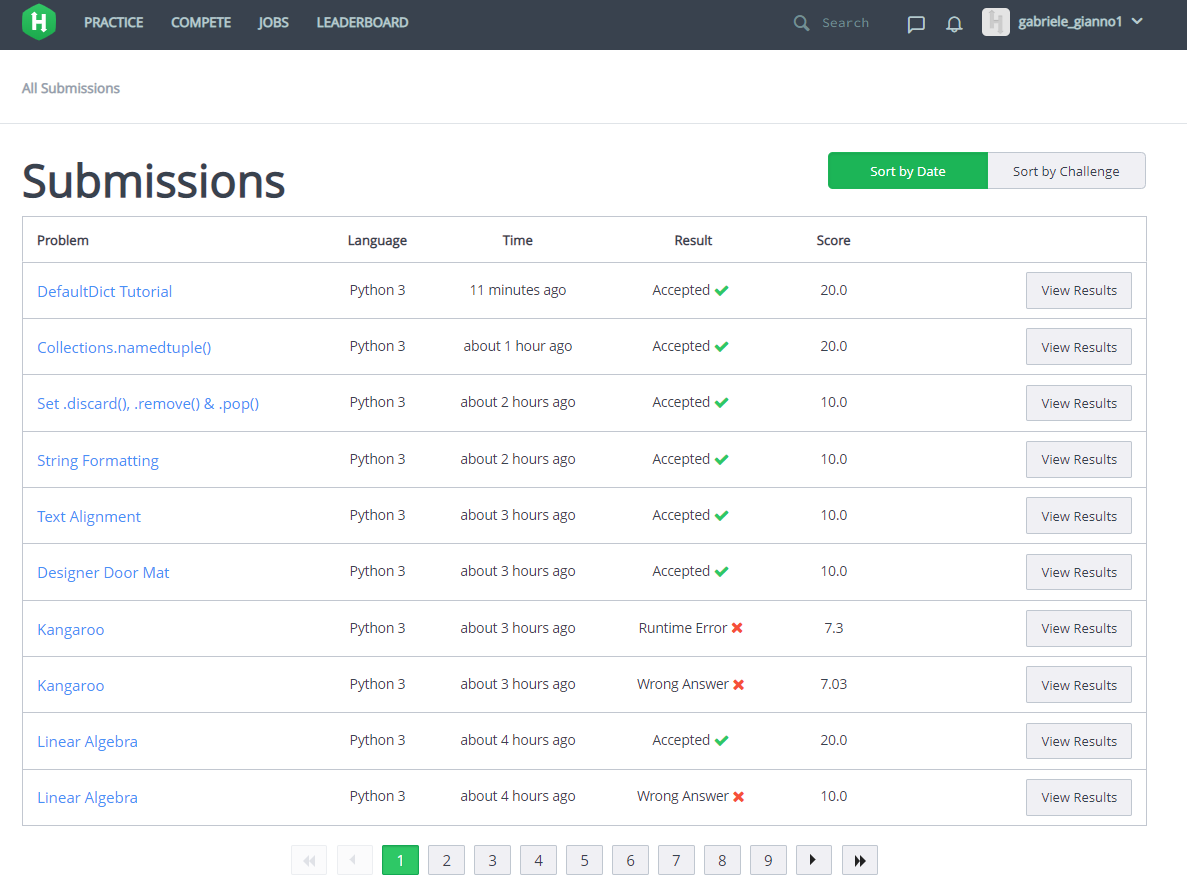 H PRACTICE COMPETE JOBS LEADERBOARD Search H gabriele_gianno1
All Submissions
Submissions Sort by Date Sort by Challenge
Problem Language Time Result Score
DefaultDict Tutorial Python 3 11 minutes ago Accepted 20.0 View Results
Collections.namedtuple() Python 3 about 1 hour ago Accepted 20.0 View Results
Set .discard(), .remove() & .pop() Python 3 about 2 hours ago Accepted 10.0 View Results
String Formatting Python 3 about 2 hours ago Accepted 10.0 View Results
Text Alignment Python 3 about 3 hours ago Accepted 10.0 View Results
Designer Door Mat Python 3 about 3 hours ago Accepted 10.0 View Results
Kangaroo Python 3 about 3 hours ago Runtime Error 7.3 View Results
Kangaroo Python 3 about 3 hours ago Wrong Answer 7.03 View Results
Linear Algebra Python 3 about 4 hours ago Accepted 20.0 View Results
Linear Algebra Python 3 about 4 hours ago Wrong Answer 10.0 View Results
1 2 3 4 5 6 7 8 9